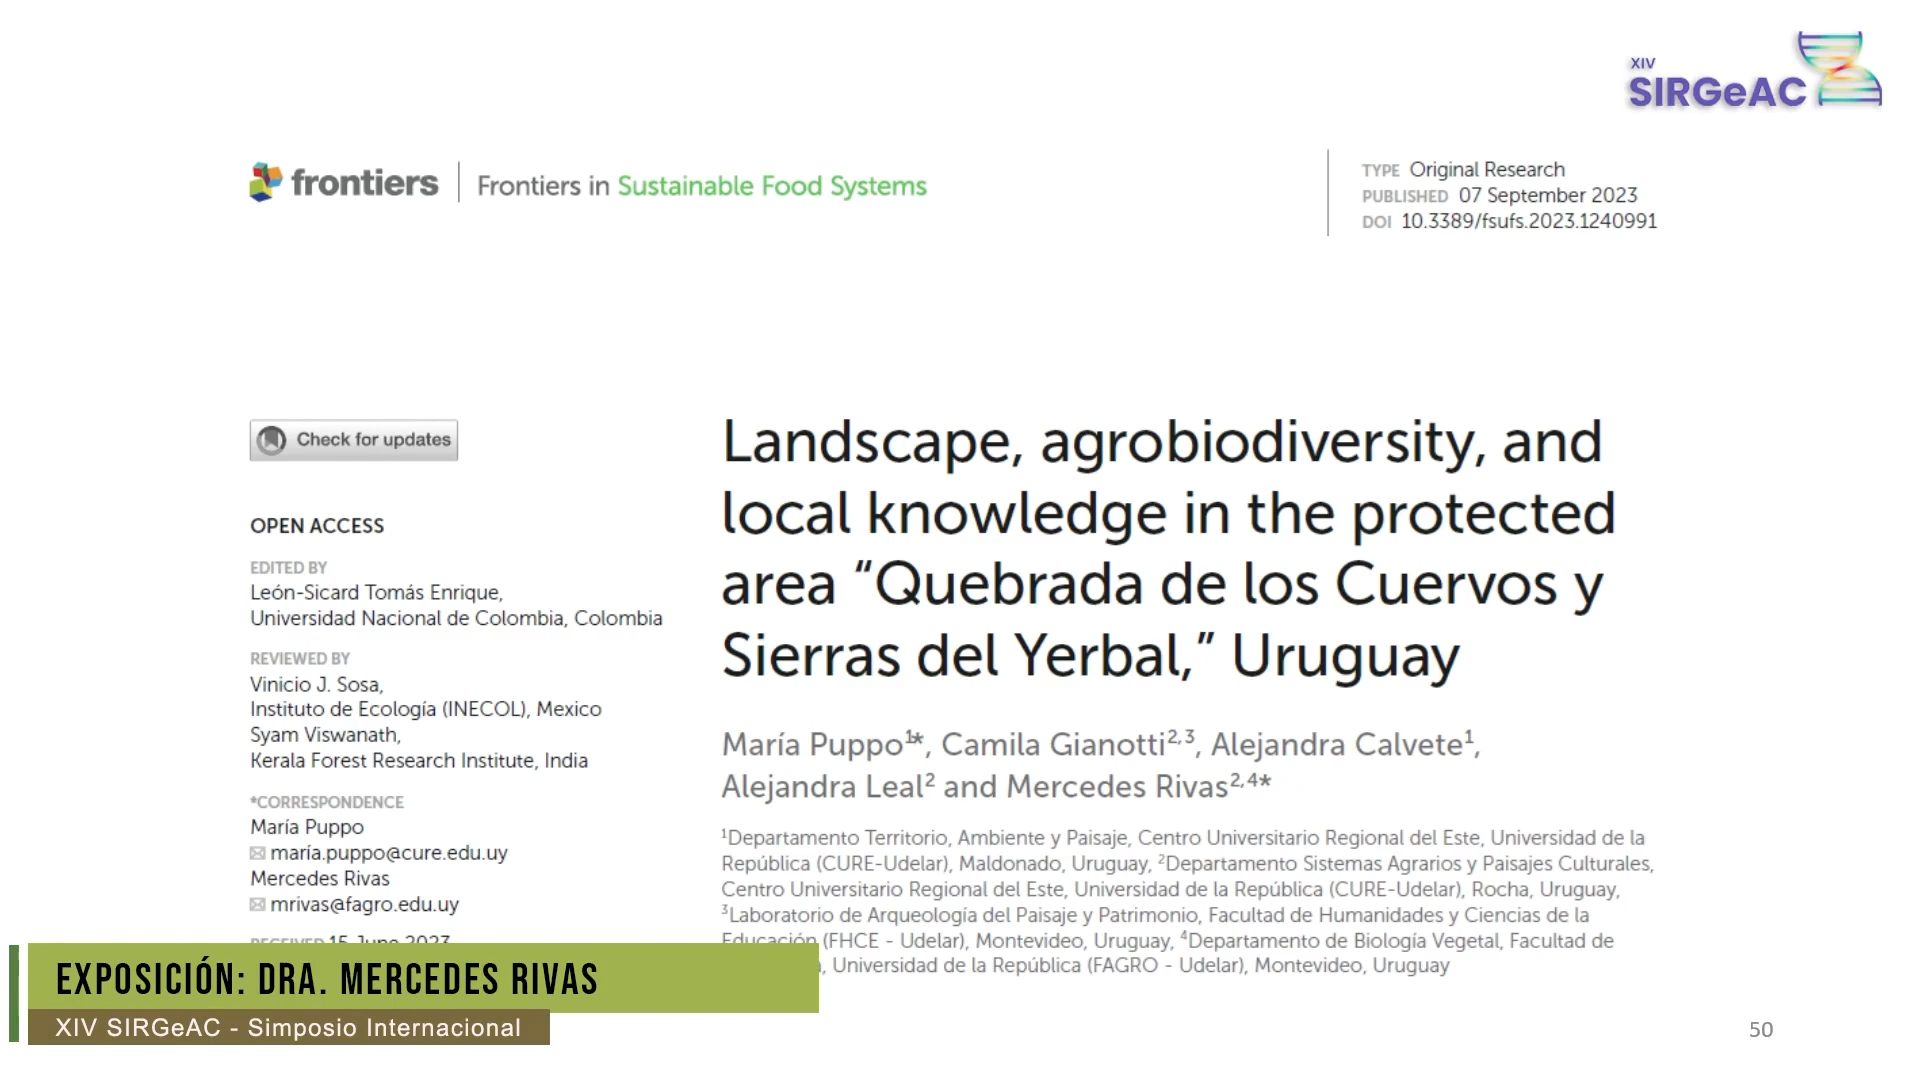 XIV
SIRGeAC
frontiers | Frontiers in Sustainable Food Systems
TYPE Original Research
PUBLISHED 07 September 2023
DOI 10.3389/fsufs.2023.1240991
Check for updates
OPEN ACCESS
EDITED BY
León-Sicard Tomás Enrique,
Universidad Nacional de Colombia, Colombia
REVIEWED BY
Vinicio J. Sosa,
Instituto de Ecología (INECOL), Mexico
Syam Viswanath,
Kerala Forest Research Institute, India
*CORRESPONDENCE
María Puppo
maría.puppo@cure.edu.uy
Mercedes Rivas
mrivas@fagro.edu.uy
RECEIVED 15 June 2023
Landscape, agrobiodiversity, and
local knowledge in the protected
area “Quebrada de los Cuervos y
Sierras del Yerbal,” Uruguay
María Puppo1*, Camila Gianotti2,3, Alejandra Calvete1,
Alejandra Leal2 and Mercedes Rivas2,4*
1Departamento Territorio, Ambiente y Paisaje, Centro Universitario Regional del Este, Universidad de la
República (CURE-Udelar), Maldonado, Uruguay, 2Departamento Sistemas Agrarios y Paisajes Culturales,
Centro Universitario Regional del Este, Universidad de la República (CURE-Udelar), Rocha, Uruguay,
3Laboratorio de Arqueología del Paisaje y Patrimonio, Facultad de Humanidades y Ciencias de la
Educación (FHCE - Udelar), Montevideo, Uruguay, 4Departamento de Biología Vegetal, Facultad de
, Universidad de la República (FAGRO - Udelar), Montevideo, Uruguay
EXPOSICIÓN: DRA. MERCEDES RIVAS
XIV SIRGeAC - Simposio Internacional
50